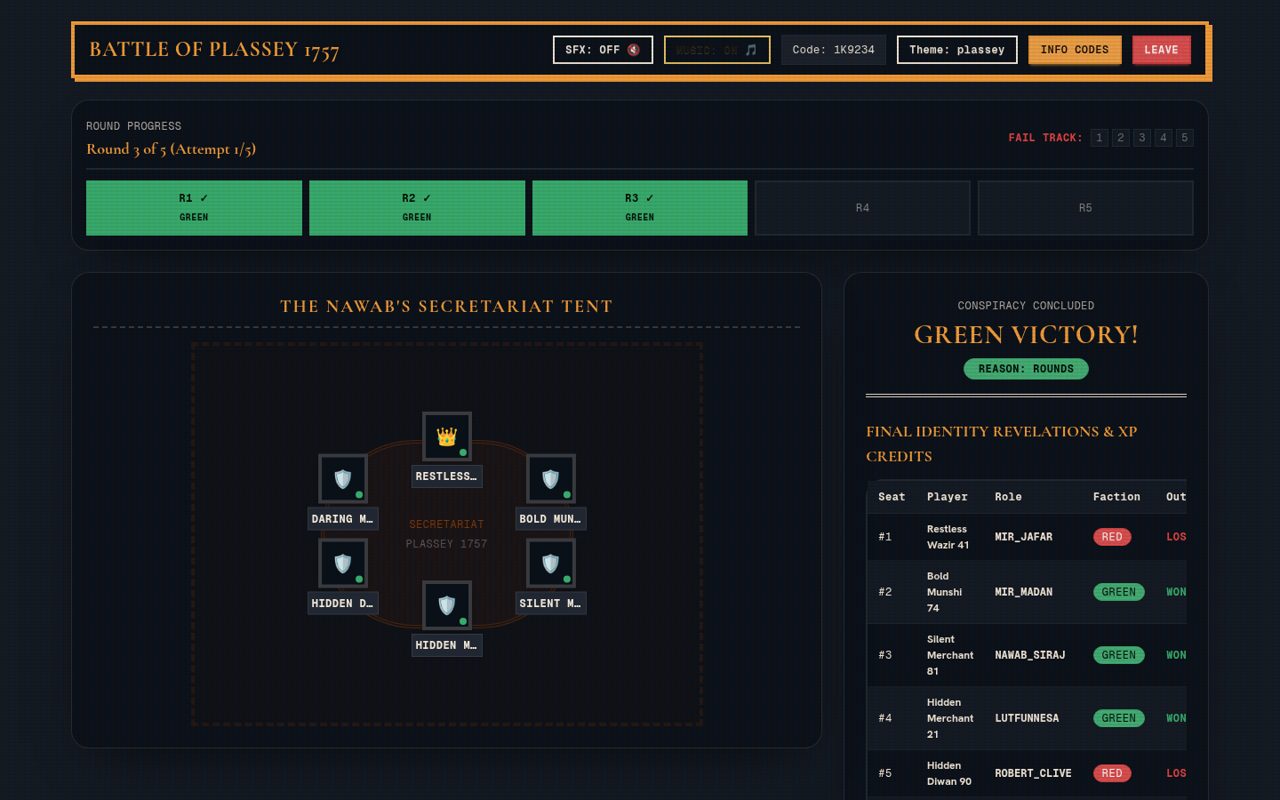 BATTLE OF PLASSEY 1757
SFX: OFF 🔇
MUSIC: ON 🎵
Code: 1K9234
Theme: plassey
INFO CODES
LEAVE
ROUND PROGRESS
Round 3 of 5 (Attempt 1/5)
FAIL TRACK: 1 2 3 4 5
R1 ✓
GREEN
R2 ✓
GREEN
R3 ✓
GREEN
R4
R5
THE NAWAB'S SECRETARIAT TENT
RESTLESS…
DARING M…
BOLD MUN…
SECRETARIAT
PLASSEY 1757
HIDDEN D…
SILENT M…
HIDDEN M…
CONSPIRACY CONCLUDED
GREEN VICTORY!
REASON: ROUNDS
FINAL IDENTITY REVELATIONS & XP
CREDITS
Seat Player Role Faction Out
#1 Restless Wazir 41 MIR_JAFAR RED LOS
#2 Bold Munshi 74 MIR_MADAN GREEN WON
#3 Silent Merchant 81 NAWAB_SIRAJ GREEN WON
#4 Hidden Merchant 21 LUTFUNNESA GREEN WON
#5 Hidden Diwan 90 ROBERT_CLIVE RED LOS